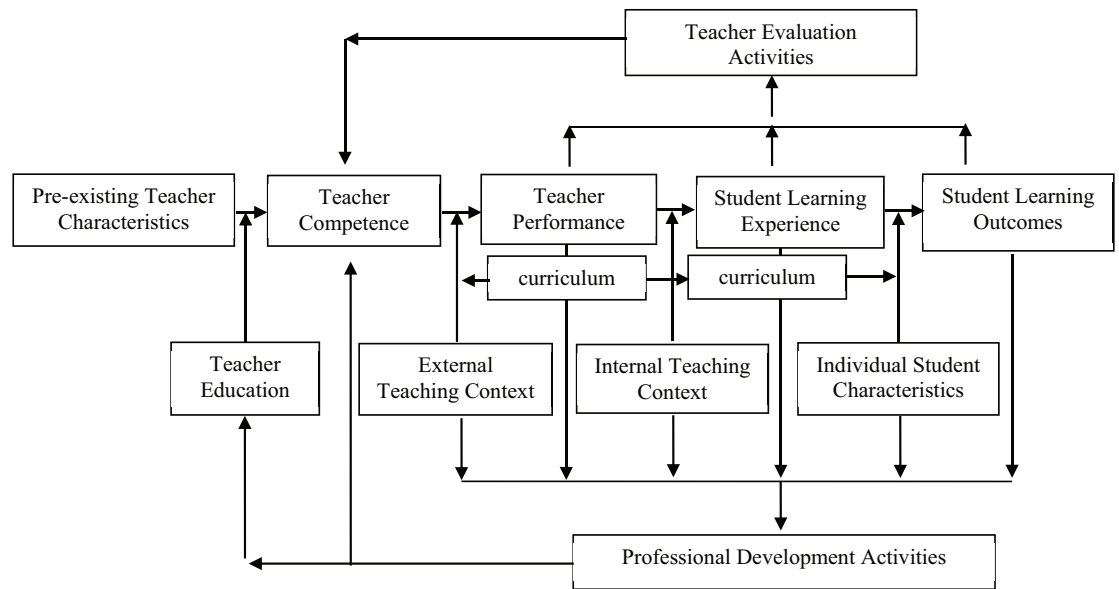 Teacher Evaluation
Activities
Pre-existing Teacher
Characteristics
Teacher
Competence
Teacher
Performance
Student Learning
Experience
Student Learning
Outcomes
curriculum
curriculum
Teacher
Education
External
Teaching Context
Internal Teaching
Context
Individual Student
Characteristics
Professional Development Activities